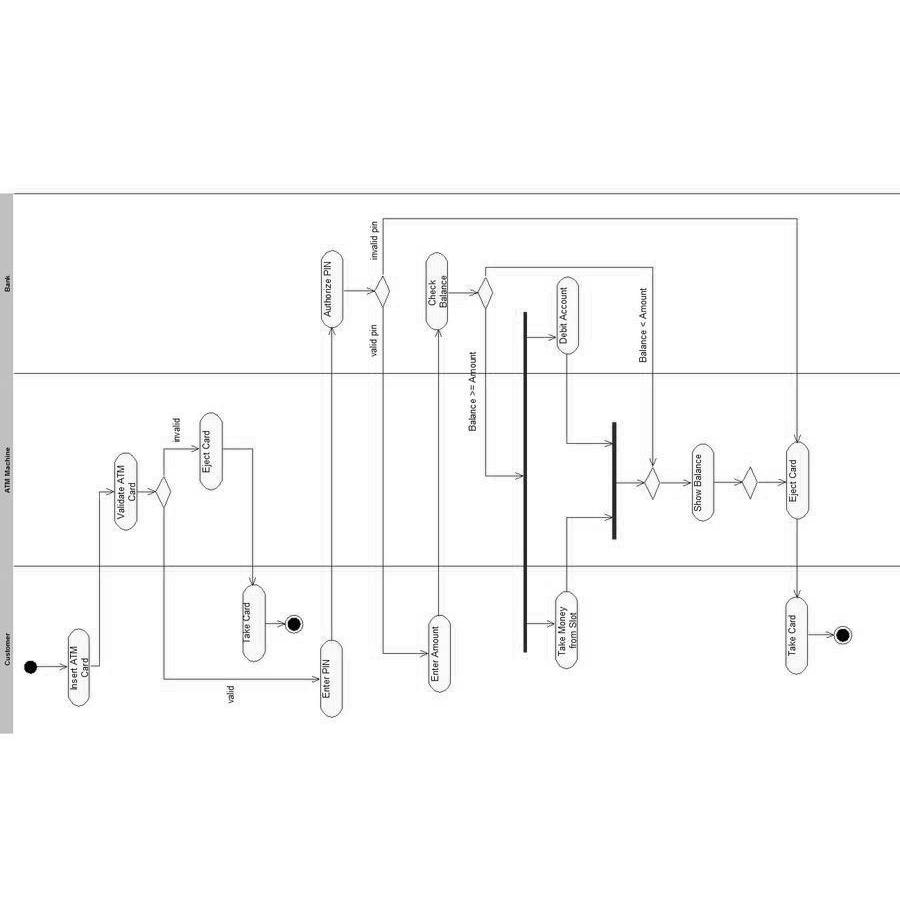 Customer
ATM Machine
Bank
Insert ATM
Card
Validate ATM
Card
invalid
Eject Card
valid
Take Card
Enter PIN
Authorize PIN
invalid pin
valid pin
Enter Amount
Check
Balance
Balance >= Amount
Debit Account
Take Money
from Slot
Balance < Amount
Show Balance
Eject Card
Take Card